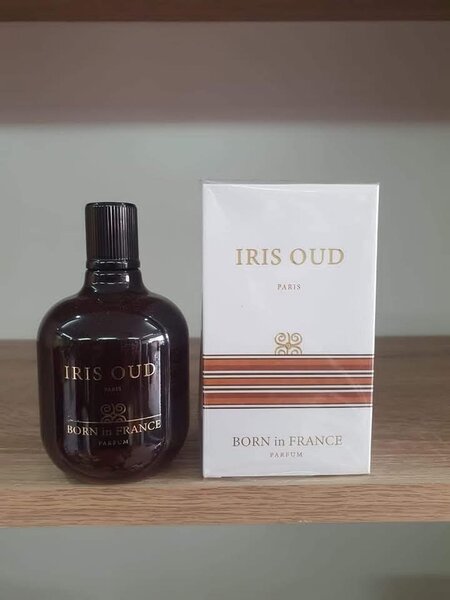 IRIS OUD
PARIS
BORN in FRANCE
PARFUM
IRIS OUD
PARIS
BORN in FRANCE
PARFUM